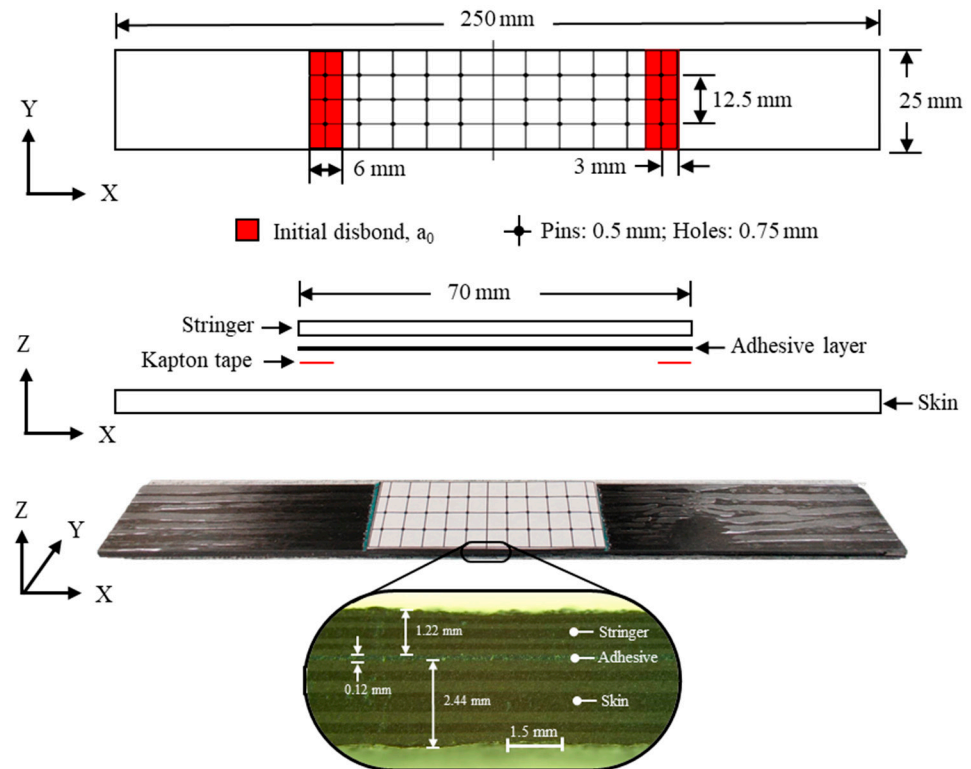 250 mm
Y
X
12.5 mm
25 mm
6 mm
3 mm
Initial disbond, a₀
Pins: 0.5 mm; Holes: 0.75 mm
70 mm
Stringer
Z
Adhesive layer
Kapton tape
Skin
X
Z
Y
X
1.22 mm
Stringer
Adhesive
0.12 mm
2.44 mm
Skin
1.5 mm